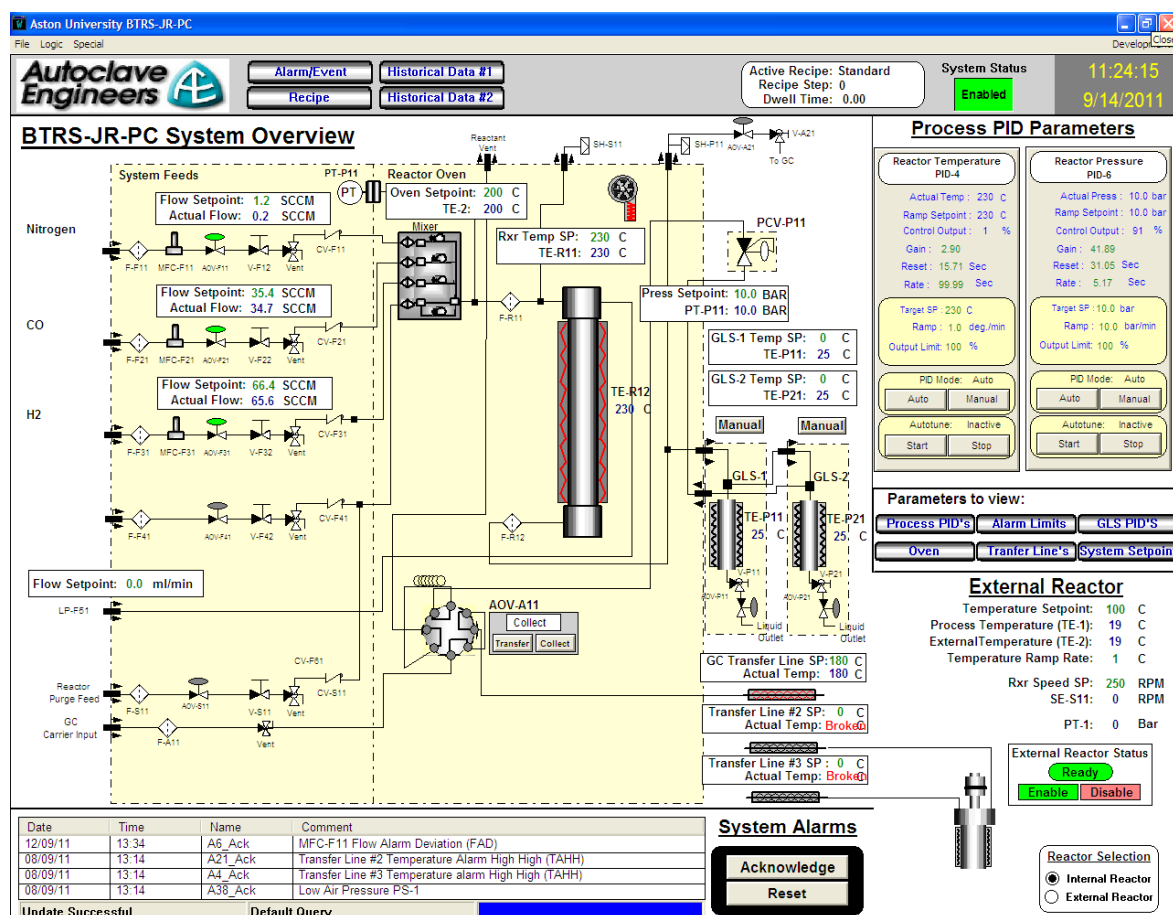 Aston University BTRS-JR-PC
File Logic Special
Close
Autoclave Engineers
Alarm/Event
Historical Data #1
Recipe
Historical Data #2
Active Recipe: Standard
Recipe Step: 0
Dwell Time: 0.00
System Status
Enabled
11:24:15
9/14/2011
BTRS-JR-PC System Overview
Reactant Vent
SH-S11
SH-P11
AOV-A21
V-A21
To GC
System Feeds
PT-P11
PT
Reactor Oven
Oven Setpoint: 200 C
TE-2: 200 C
Nitrogen
Flow Setpoint: 1.2 SCCM
Actual Flow: 0.2 SCCM
F-F11 MFC-F11 AOV-F11 V-F12 Vent CV-F11
Mixer
Rxr Temp SP: 230 C
TE-R11: 230 C
PCV-P11
CO
Flow Setpoint: 35.4 SCCM
Actual Flow: 34.7 SCCM
F-F21 MFC-F21 AOV-F21 V-F22 Vent CV-F21
F-R11
Press Setpoint: 10.0 BAR
PT-P11: 10.0 BAR
GLS-1 Temp SP: 0 C
TE-P11: 25 C
GLS-2 Temp SP: 0 C
TE-P21: 25 C
H2
Flow Setpoint: 66.4 SCCM
Actual Flow: 65.6 SCCM
F-F31 MFC-F31 AOV-F31 V-F32 Vent CV-F31
TE-R12
230 C
Manual
Manual
GLS-1
GLS-2
TE-P11
25 C
TE-P21
25 C
F-F41 AOV-F41 V-F42 Vent CV-F41
F-R12
V-P11
AOV-P11
Liquid Outlet
V-P21
AOV-P21
Liquid Outlet
Flow Setpoint: 0.0 ml/min
LP-F61
AOV-A11
Collect
Transfer
Collect
CV-F61
Reactor Purge Feed
F-S11 AOV-S11 V-S11 Vent CV-S11
GC Carrier Input
F-A11
Vent
GC Transfer Line SP: 180 C
Actual Temp: 180 C
Transfer Line #2 SP: 0 C
Actual Temp: Broken C
Transfer Line #3 SP : 0 C
Actual Temp: Broken C
Process PID Parameters
Reactor Temperature
PID-4
Actual Temp : 230 C
Ramp Setpoint : 230 C
Control Output : 1 %
Gain : 2.90
Reset : 15.71 Sec
Rate : 99.99 Sec
Target SP : 230 C
Ramp : 1.0 deg./min
Output Limit: 100 %
PID Mode: Auto
Auto
Manual
Autotune: Inactive
Start
Stop
Reactor Pressure
PID-6
Actual Press : 10.0 bar
Ramp Setpoint : 10.0 bar
Control Output : 91 %
Gain : 41.89
Reset : 31.05 Sec
Rate : 5.17 Sec
Target SP : 10.0 bar
Ramp : 10.0 bar/min
Output Limit: 100 %
PID Mode: Auto
Auto
Manual
Autotune: Inactive
Start
Stop
Parameters to view:
Process PID's
Alarm Limits
GLS PID'S
Oven
Tranfer Line's
System Setpoin
External Reactor
Temperature Setpoint: 100 C
Process Temperature (TE-1): 19 C
ExternalTemperature (TE-2): 19 C
Temperature Ramp Rate: 1 C
Rxr Speed SP: 250 RPM
SE-S11: 0 RPM
PT-1: 0 Bar
External Reactor Status
Ready
Enable
Disable
Reactor Selection
Internal Reactor
External Reactor
Date Time Name Comment
12/09/11 13:34 A6_Ack MFC-F11 Flow Alarm Deviation (FAD)
08/09/11 13:14 A21_Ack Transfer Line #2 Temperature Alarm High High (TAHH)
08/09/11 13:14 A4_Ack Transfer Line #3 Temperature alarm High High (TAHH)
08/09/11 13:14 A38_Ack Low Air Pressure PS-1
Update Successful
Default Query
System Alarms
Acknowledge
Reset